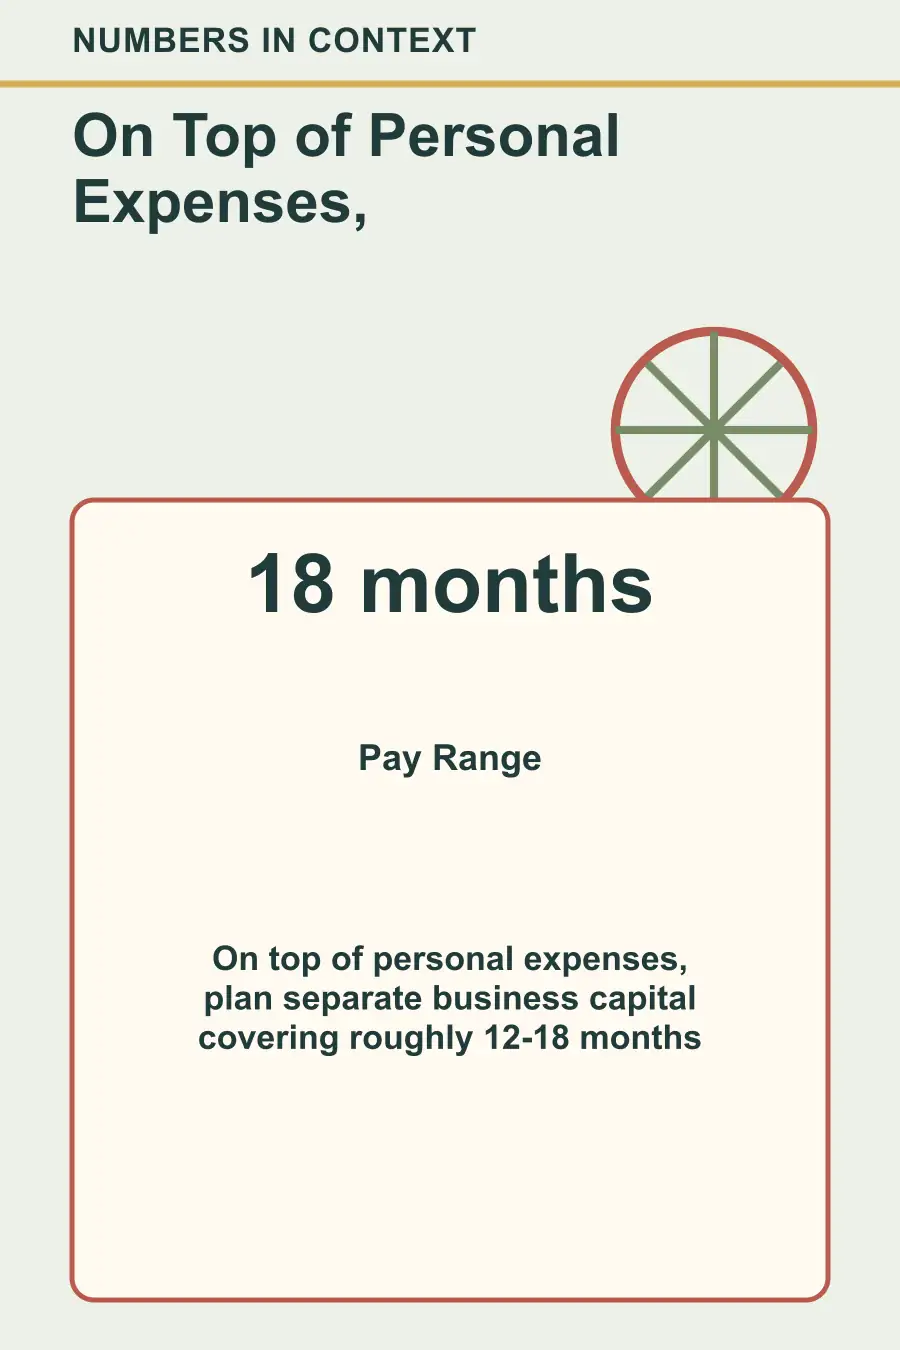 NUMBERS IN CONTEXT
On Top of Personal
Expenses,
18 months
Pay Range
On top of personal expenses,
plan separate business capital
covering roughly 12-18 months